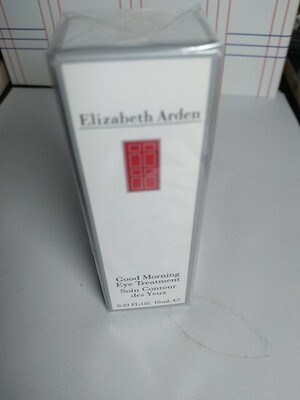 Elizabeth Arden
Good Morning
Eye Treatment
Soin Contour
des Yeux
0.33 FL.OZ. 10 mL ℮